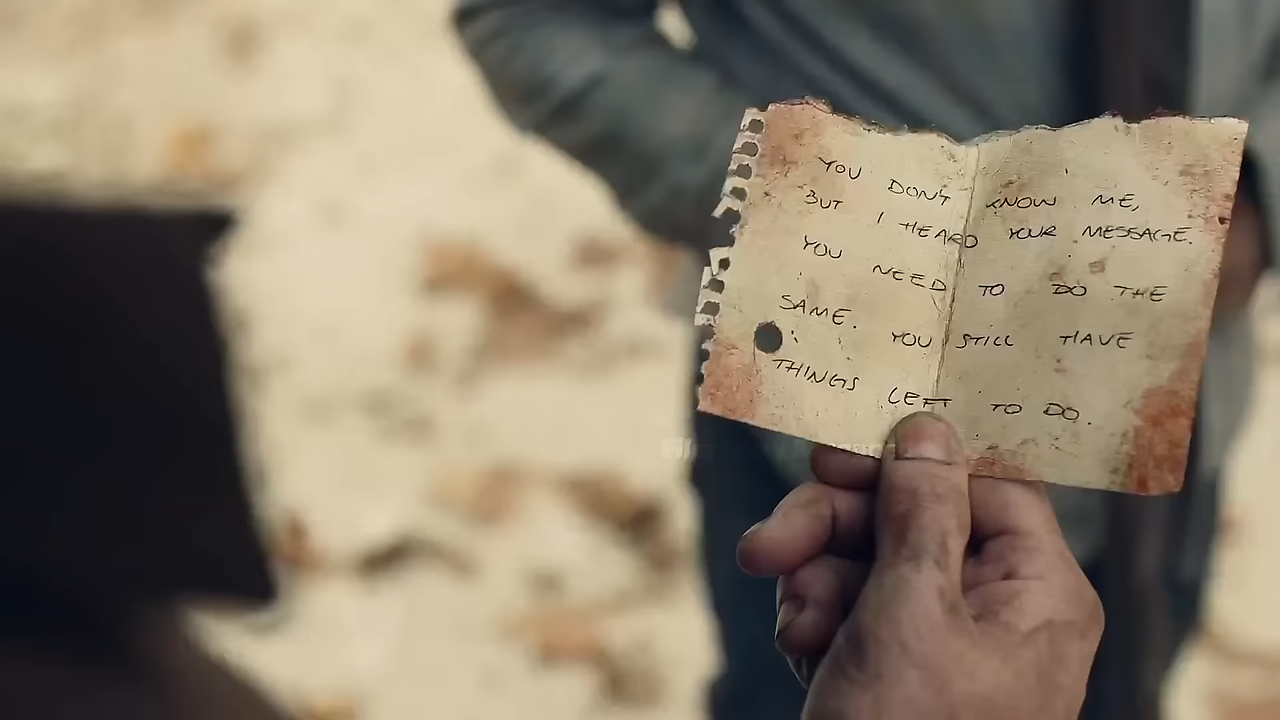 YOU DON'T KNOW ME,
BUT I HEARD YOUR MESSAGE.
YOU NEED TO DO THE
SAME. YOU STILL HAVE
THINGS LEFT TO DO.